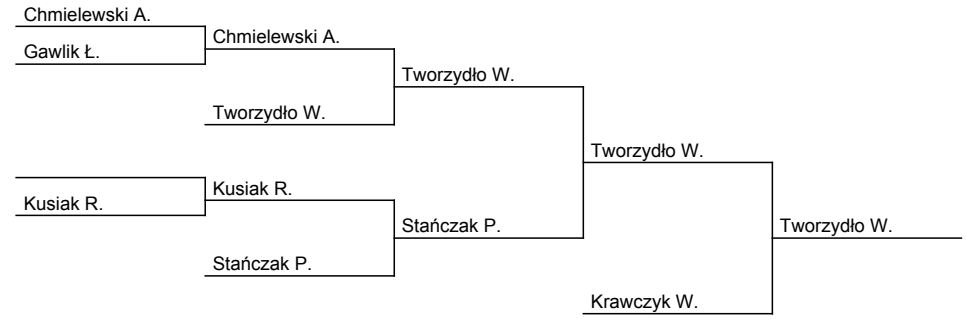 Chmielewski A.
Chmielewski A.
Gawlik Ł.
Tworzydło W.
Tworzydło W.
Tworzydło W.
Kusiak R.
Kusiak R.
Stańczak P.
Tworzydło W.
Stańczak P.
Krawczyk W.